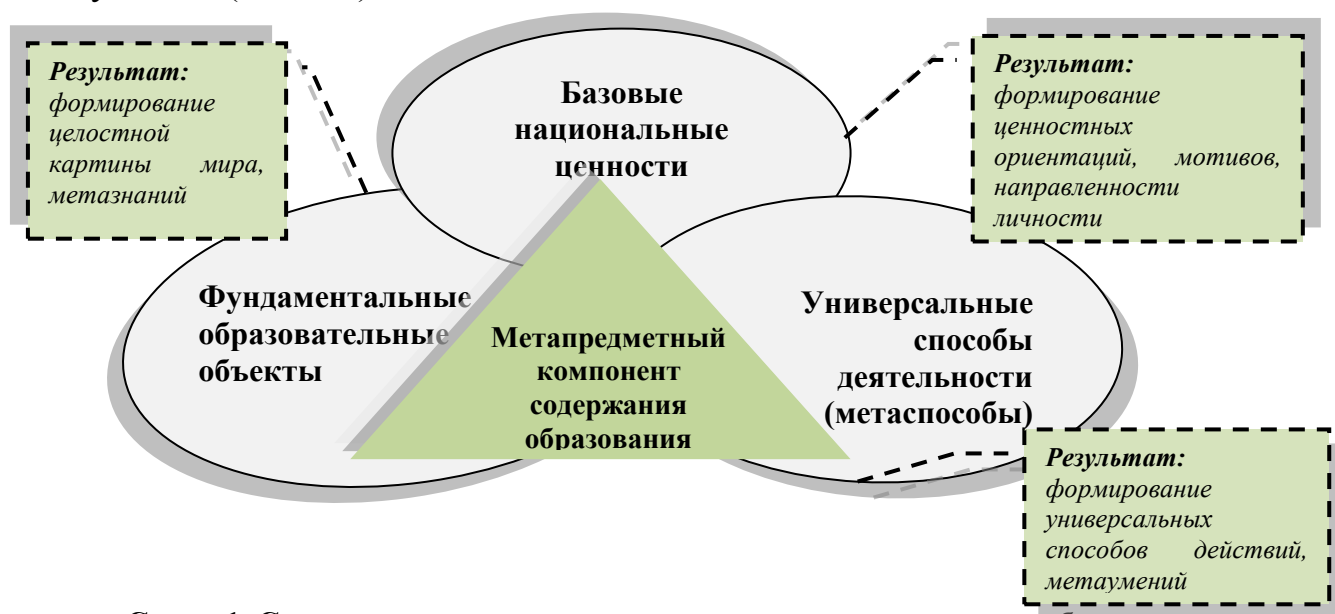 Результат:
формирование
целостной
картины мира,
метазнаний
Базовые
национальные
ценности
Результат:
формирование
ценностных
ориентаций, мотивов,
направленности
личности
Фундаментальные
образовательные
объекты
Метапредметный
компонент
содержания
образования
Универсальные
способы
деятельности
(метаспособы)
Результат:
формирование
универсальных
способов действий,
метаумений